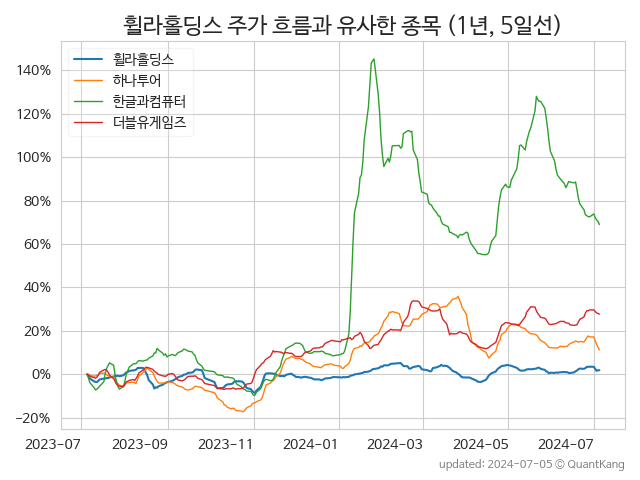 휠라홀딩스 주가 흐름과 유사한 종목 (1년, 5일선)
휠라홀딩스
하나투어
한글과컴퓨터
더블유게임즈
140%
120%
100%
80%
60%
40%
20%
0%
−20%
2023-07 2023-09 2023-11 2024-01 2024-03 2024-05 2024-07
updated: 2024-07-05 © QuantKang